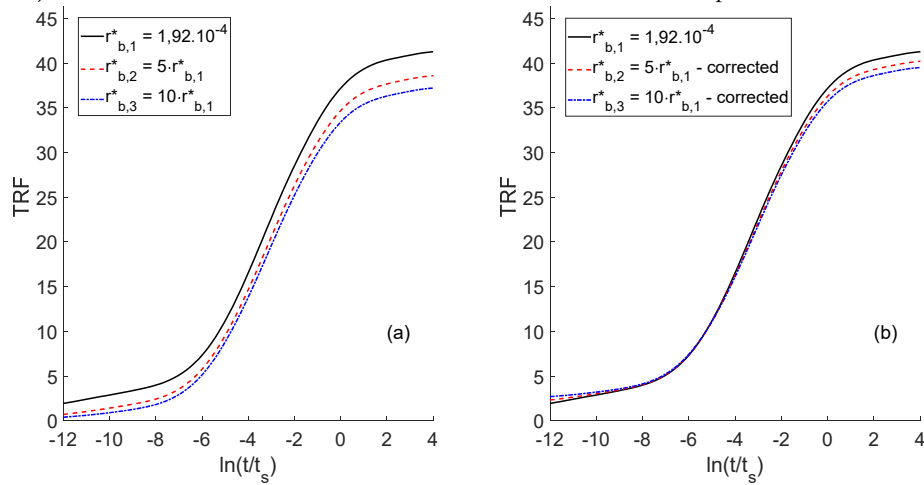 r*b,1 = 1,92.10-4
r*b,2 = 5·r*b,1
r*b,3 = 10·r*b,1
45
40
35
30
25
20
15
10
5
0
TRF
(a)
-12 -10 -8 -6 -4 -2 0 2 4
ln(t/ts)
r*b,1 = 1,92.10-4
r*b,2 = 5·r*b,1 - corrected
r*b,3 = 10·r*b,1 - corrected
45
40
35
30
25
20
15
10
5
0
TRF
(b)
-12 -10 -8 -6 -4 -2 0 2 4
ln(t/ts)